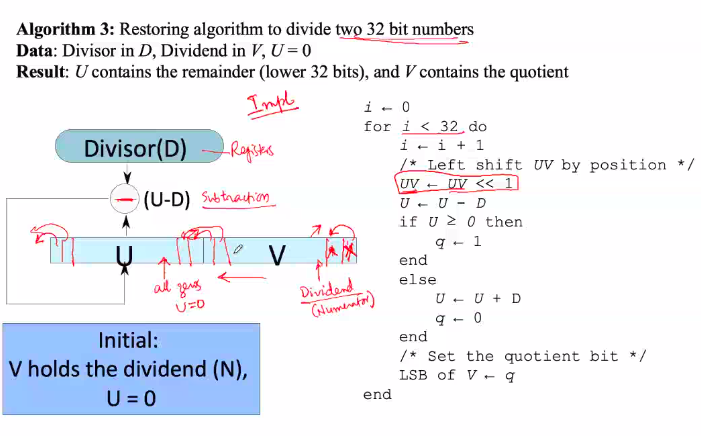 Algorithm 3: Restoring algorithm to divide two 32 bit numbers
Data: Divisor in D, Dividend in V, U = 0
Result: U contains the remainder (lower 32 bits), and V contains the quotient
Impl
Divisor(D)
Registers
(U-D) Subtraction
U
V
all zeros
U=0
Dividend
(Numerator)
Initial:
V holds the dividend (N),
U = 0
i ← 0
for i < 32 do
i ← i + 1
/* Left shift UV by position */
UV ← UV << 1
U ← U - D
if U ≥ 0 then
q ← 1
end
else
U ← U + D
q ← 0
end
/* Set the quotient bit */
LSB of V ← q
end